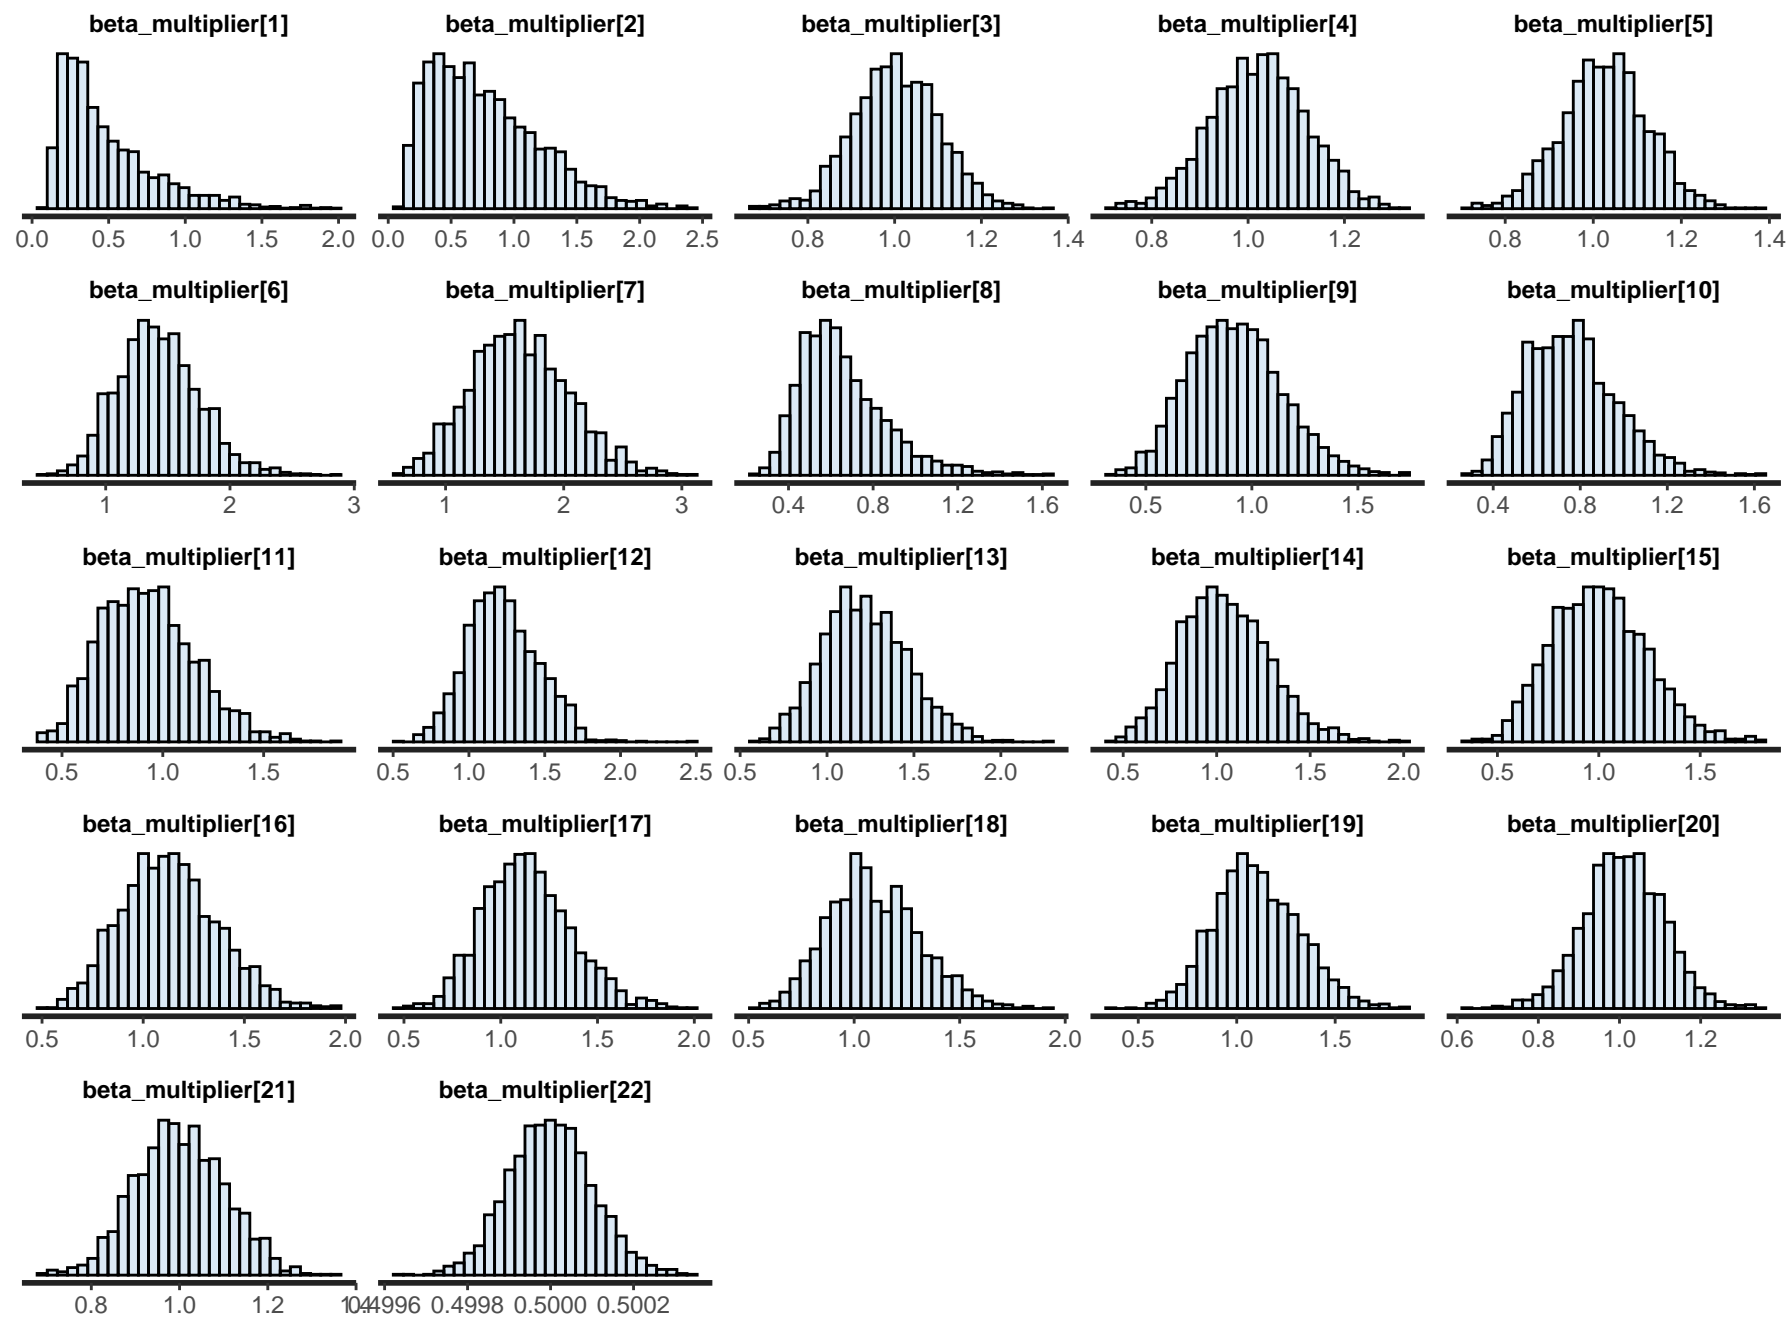 beta_multiplier[1] beta_multiplier[2] beta_multiplier[3] beta_multiplier[4] beta_multiplier[5]
0.0 0.5 1.0 1.5 2.0 0.0 0.5 1.0 1.5 2.0 2.5 0.8 1.0 1.2 1.4 0.8 1.0 1.2 0.8 1.0 1.2 1.4
beta_multiplier[6] beta_multiplier[7] beta_multiplier[8] beta_multiplier[9] beta_multiplier[10]
1 2 3 1 2 3 0.4 0.8 1.2 1.6 0.5 1.0 1.5 0.4 0.8 1.2 1.6
beta_multiplier[11] beta_multiplier[12] beta_multiplier[13] beta_multiplier[14] beta_multiplier[15]
0.5 1.0 1.5 0.5 1.0 1.5 2.0 2.5 0.5 1.0 1.5 2.0 0.5 1.0 1.5 2.0 0.5 1.0 1.5
beta_multiplier[16] beta_multiplier[17] beta_multiplier[18] beta_multiplier[19] beta_multiplier[20]
0.5 1.0 1.5 2.0 0.5 1.0 1.5 2.0 0.5 1.0 1.5 2.0 0.5 1.0 1.5 0.6 0.8 1.0 1.2
beta_multiplier[21] beta_multiplier[22]
0.8 1.0 1.2 1.4 0.4996 0.4998 0.5000 0.5002